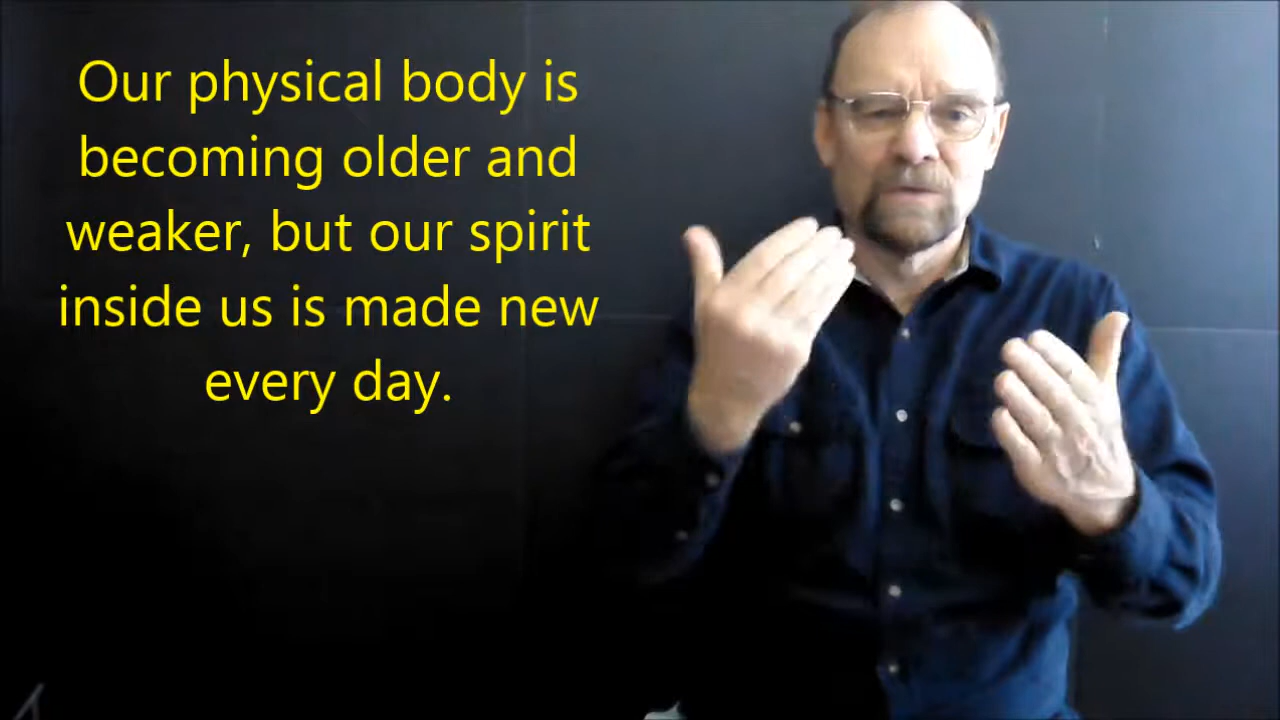 Our physical body is
becoming older and
weaker, but our spirit
inside us is made new
every day.